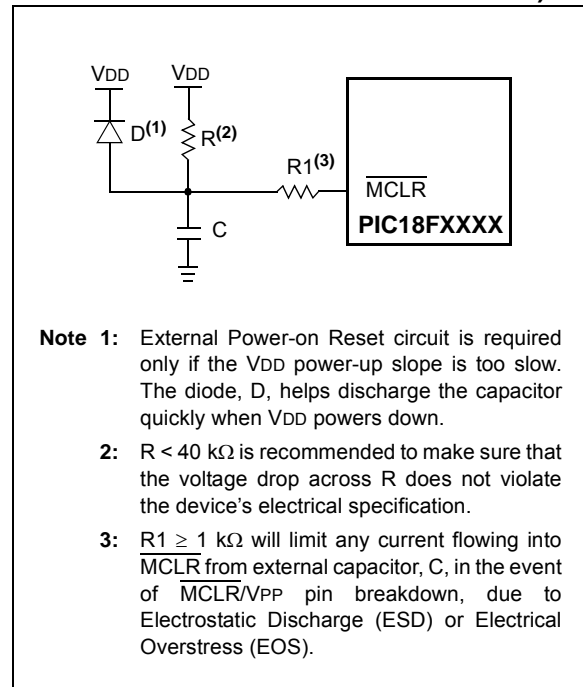 VDD VDD
D(1)
R(2)
R1(3)
MCLR
PIC18FXXXX
C
Note 1: External Power-on Reset circuit is required
only if the VDD power-up slope is too slow.
The diode, D, helps discharge the capacitor
quickly when VDD powers down.
2: R < 40 kΩ is recommended to make sure that
the voltage drop across R does not violate
the device's electrical specification.
3: R1 ≥ 1 kΩ will limit any current flowing into
MCLR from external capacitor, C, in the event
of MCLR/VPP pin breakdown, due to
Electrostatic Discharge (ESD) or Electrical
Overstress (EOS).